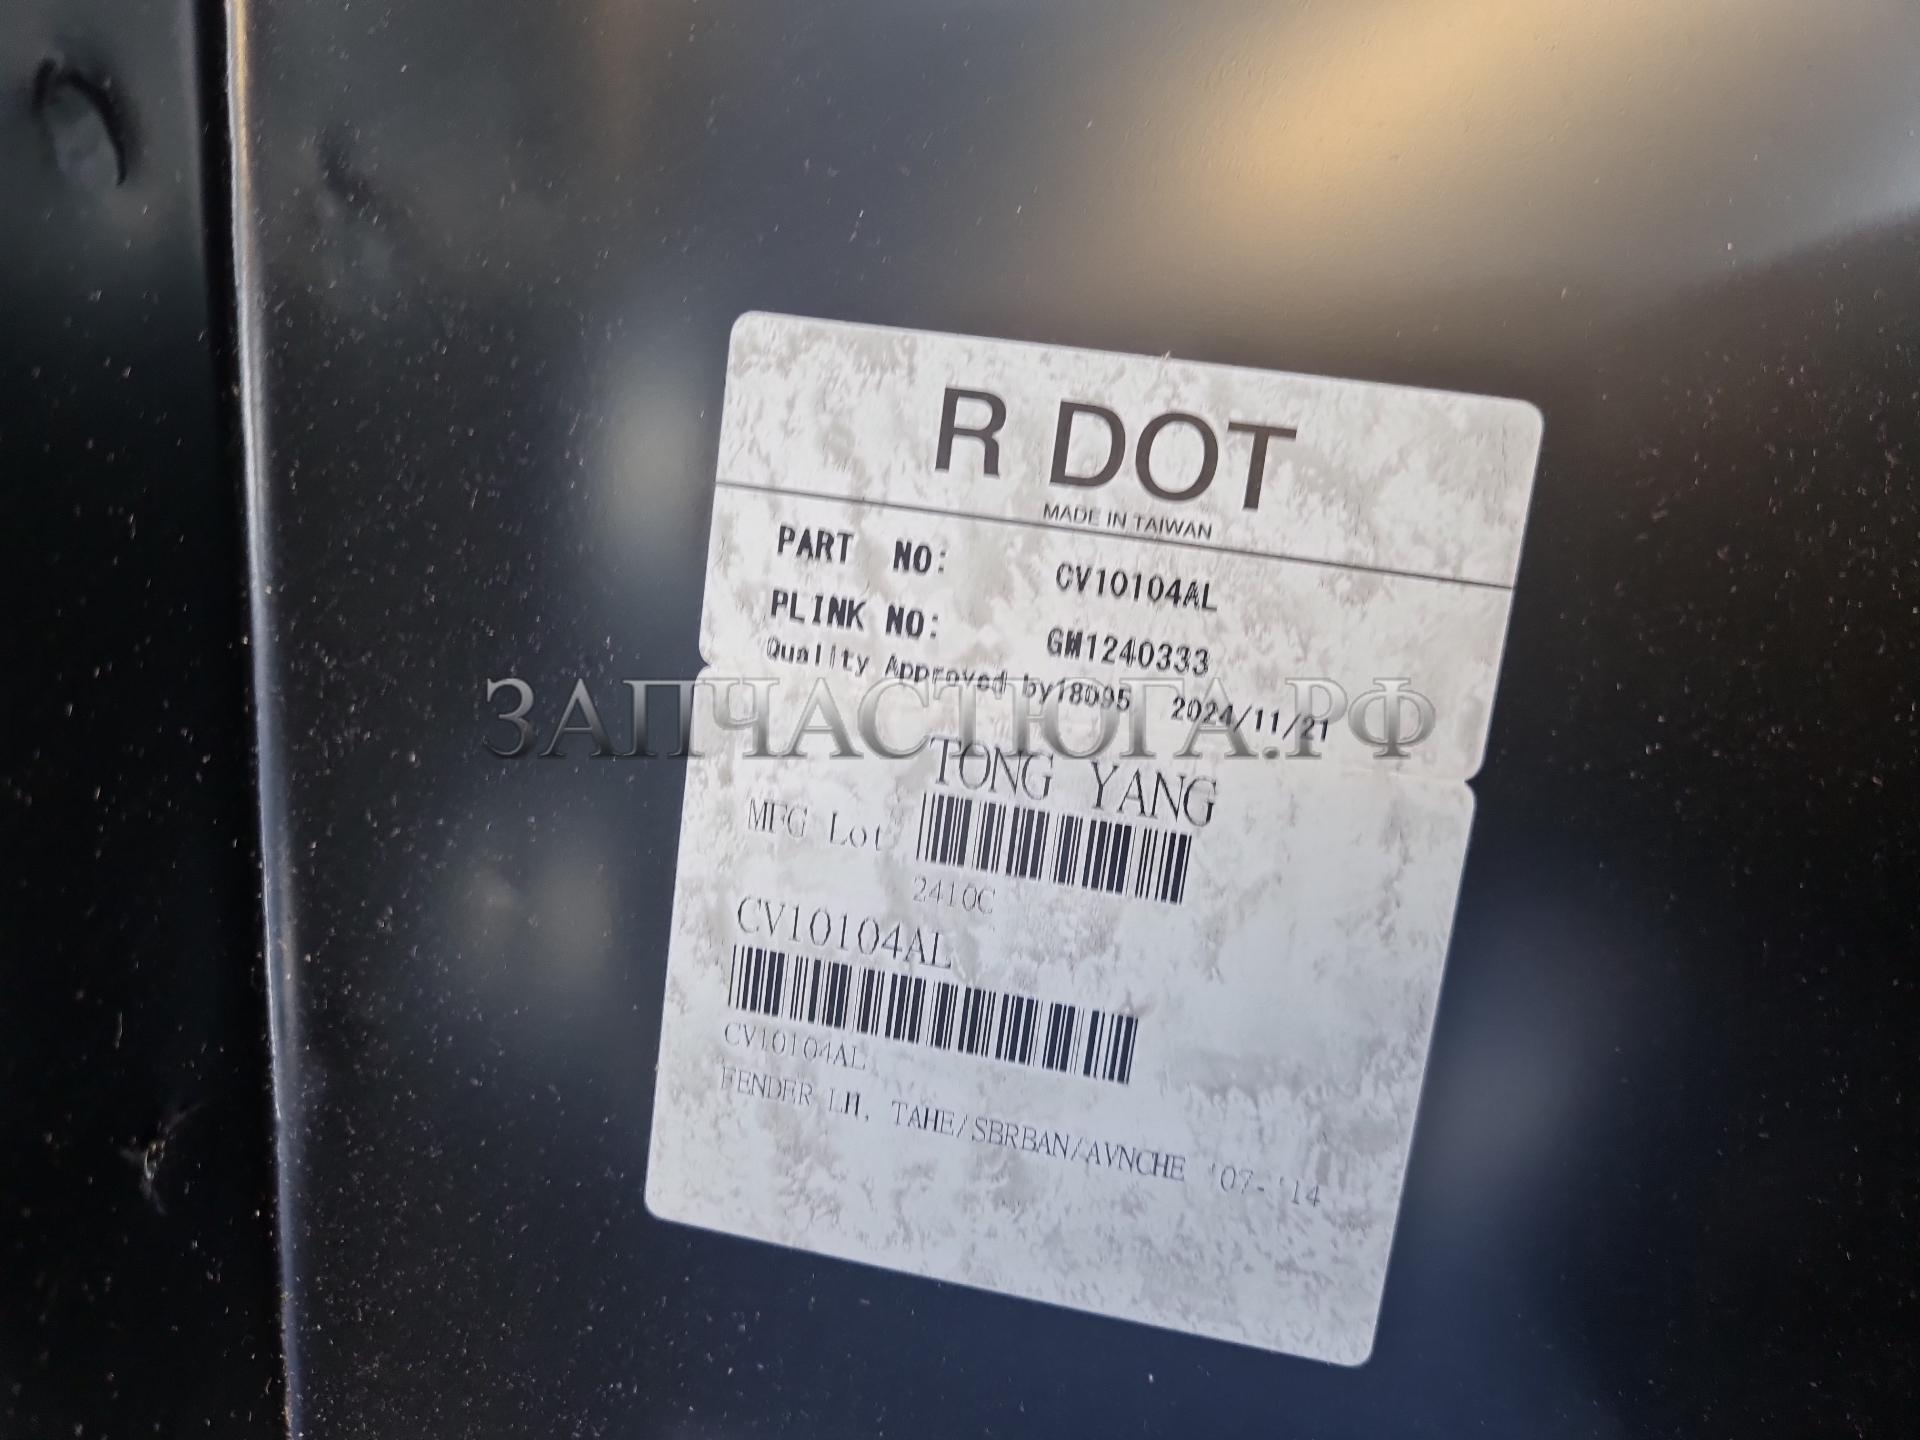 R DOT
MADE IN TAIWAN
PART NO: CV10104AL
PLINK NO: GM1240333
Quality Approved by18095 2024/11/21
ЗАПЧАСТЮГА.РФ
TONG YANG
MFG Lot
2410C
CV10104AL
CV10104AL
FENDER LH, TAHE/SBRBAN/AVNCHE '07-'14